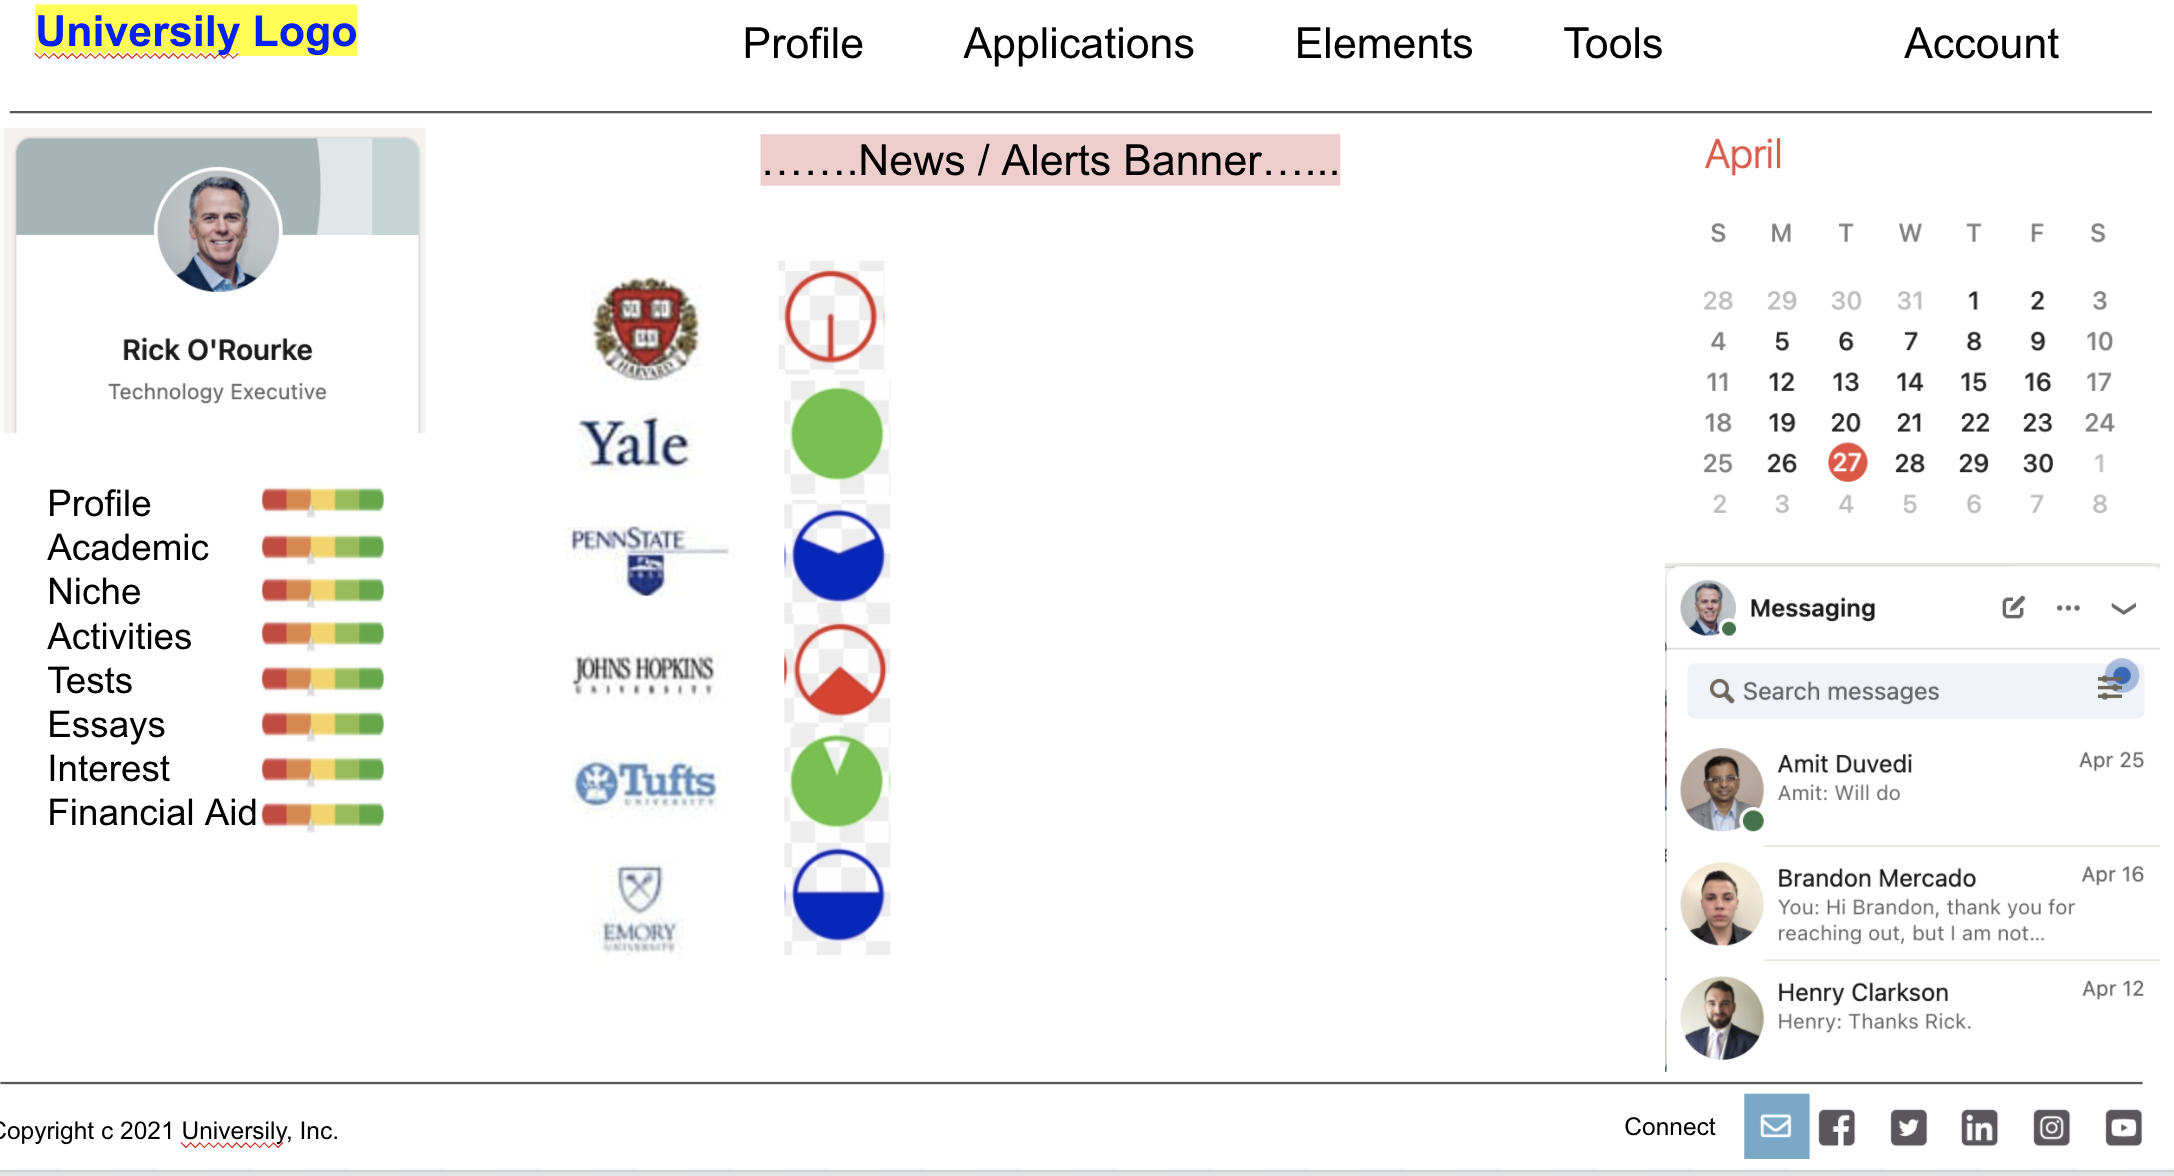 Universily Logo
Profile
Applications
Elements
Tools
Account
…….News / Alerts Banner…...
Rick O'Rourke
Technology Executive
Profile
Academic
Niche
Activities
Tests
Essays
Interest
Financial Aid
HARVARD
Yale
PENNSTATE
JOHNS HOPKINS
UNIVERSITY
Tufts
UNIVERSITY
EMORY
UNIVERSITY
April
S M T W T F S
28 29 30 31 1 2 3
4 5 6 7 8 9 10
11 12 13 14 15 16 17
18 19 20 21 22 23 24
25 26 27 28 29 30 1
2 3 4 5 6 7 8
Messaging
Search messages
Amit Duvedi Apr 25
Amit: Will do
Brandon Mercado Apr 16
You: Hi Brandon, thank you for
reaching out, but I am not...
Henry Clarkson Apr 12
Henry: Thanks Rick.
Copyright c 2021 Universily, Inc.
Connect